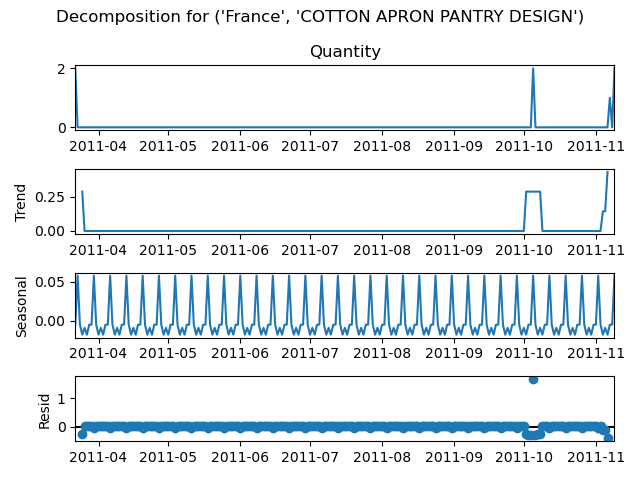 Decomposition for ('France', 'COTTON APRON PANTRY DESIGN')
Quantity
2
0
2011-04 2011-05 2011-06 2011-07 2011-08 2011-09 2011-10 2011-11
Trend
0.25
0.00
2011-04 2011-05 2011-06 2011-07 2011-08 2011-09 2011-10 2011-11
Seasonal
0.05
0.00
2011-04 2011-05 2011-06 2011-07 2011-08 2011-09 2011-10 2011-11
Resid
1
0
2011-04 2011-05 2011-06 2011-07 2011-08 2011-09 2011-10 2011-11